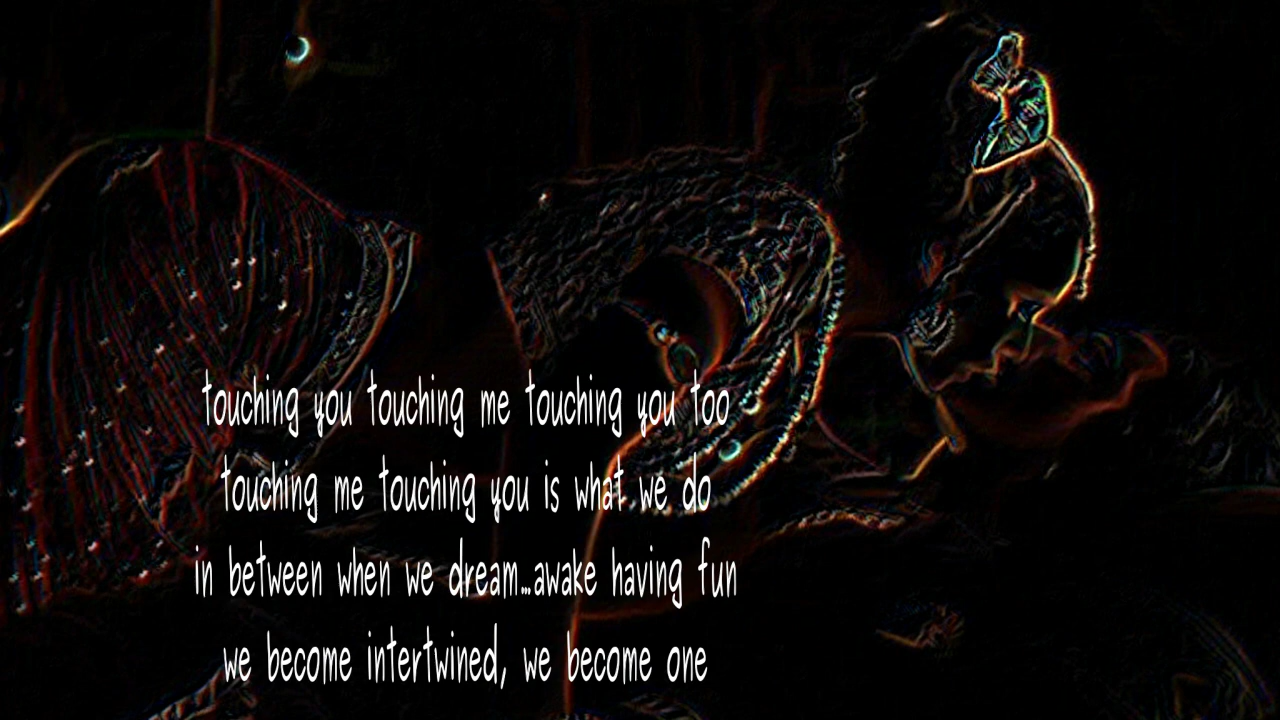 touching you touching me touching you too
touching me touching you is what we do
in between when we dream...awake having fun
we become intertwined, we become one